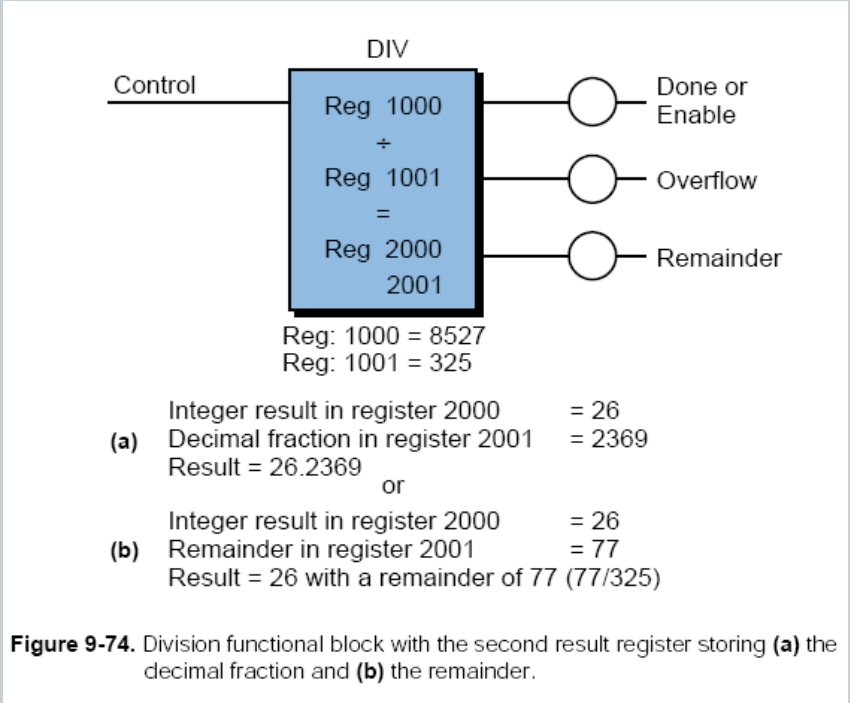 DIV
Control
Reg 1000
÷
Reg 1001
=
Reg 2000
2001
Done or
Enable
Overflow
Remainder
Reg: 1000 = 8527
Reg: 1001 = 325
Integer result in register 2000 = 26
(a) Decimal fraction in register 2001 = 2369
Result = 26.2369
or
Integer result in register 2000 = 26
(b) Remainder in register 2001 = 77
Result = 26 with a remainder of 77 (77/325)
Figure 9-74. Division functional block with the second result register storing (a) the
decimal fraction and (b) the remainder.